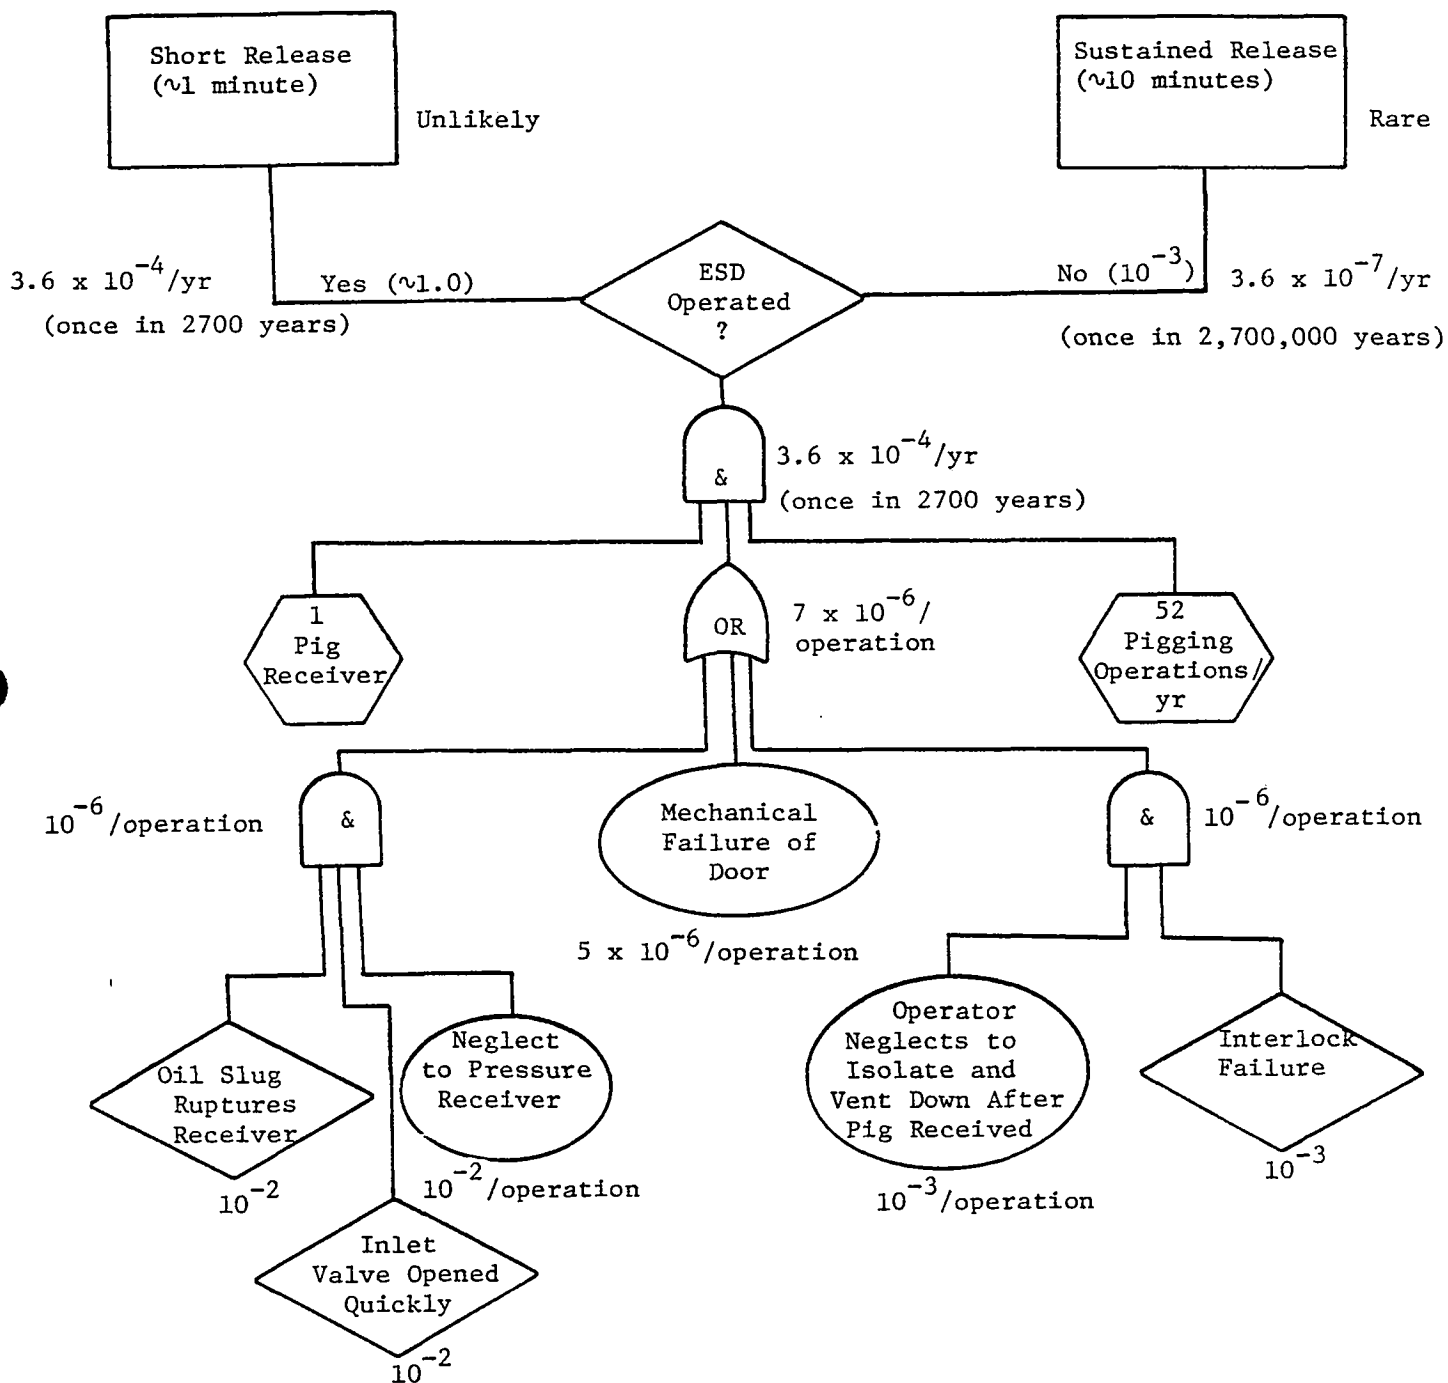 Short Release
(~1 minute)
Unlikely
Sustained Release
(~10 minutes)
Rare
3.6 x 10⁻⁴/yr
(once in 2700 years)
Yes (~1.0)
ESD
Operated
?
No (10⁻³)
3.6 x 10⁻⁷/yr
(once in 2,700,000 years)
&
3.6 x 10⁻⁴/yr
(once in 2700 years)
1
Pig
Receiver
OR
7 x 10⁻⁶/
operation
52
Pigging
Operations/
yr
10⁻⁶/operation
&
Mechanical
Failure of
Door
5 x 10⁻⁶/operation
&
10⁻⁶/operation
Oil Slug
Ruptures
Receiver
10⁻²
Neglect
to Pressure
Receiver
10⁻²/operation
Inlet
Valve Opened
Quickly
10⁻²
Operator
Neglects to
Isolate and
Vent Down After
Pig Received
10⁻³/operation
Interlock
Failure
10⁻³